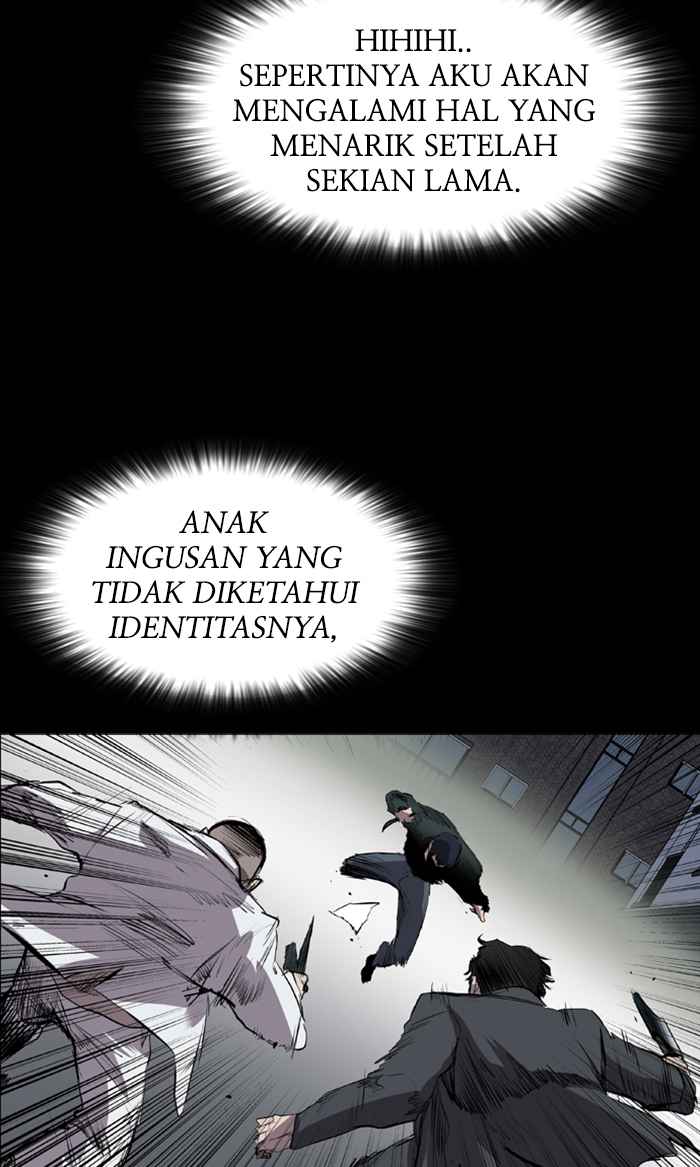 HIHIHI..
SEPERTINYA AKU AKAN
MENGALAMI HAL YANG
MENARIK SETELAH
SEKIAN LAMA.
ANAK
INGUSAN YANG
TIDAK DIKETAHUI
IDENTITASNYA,